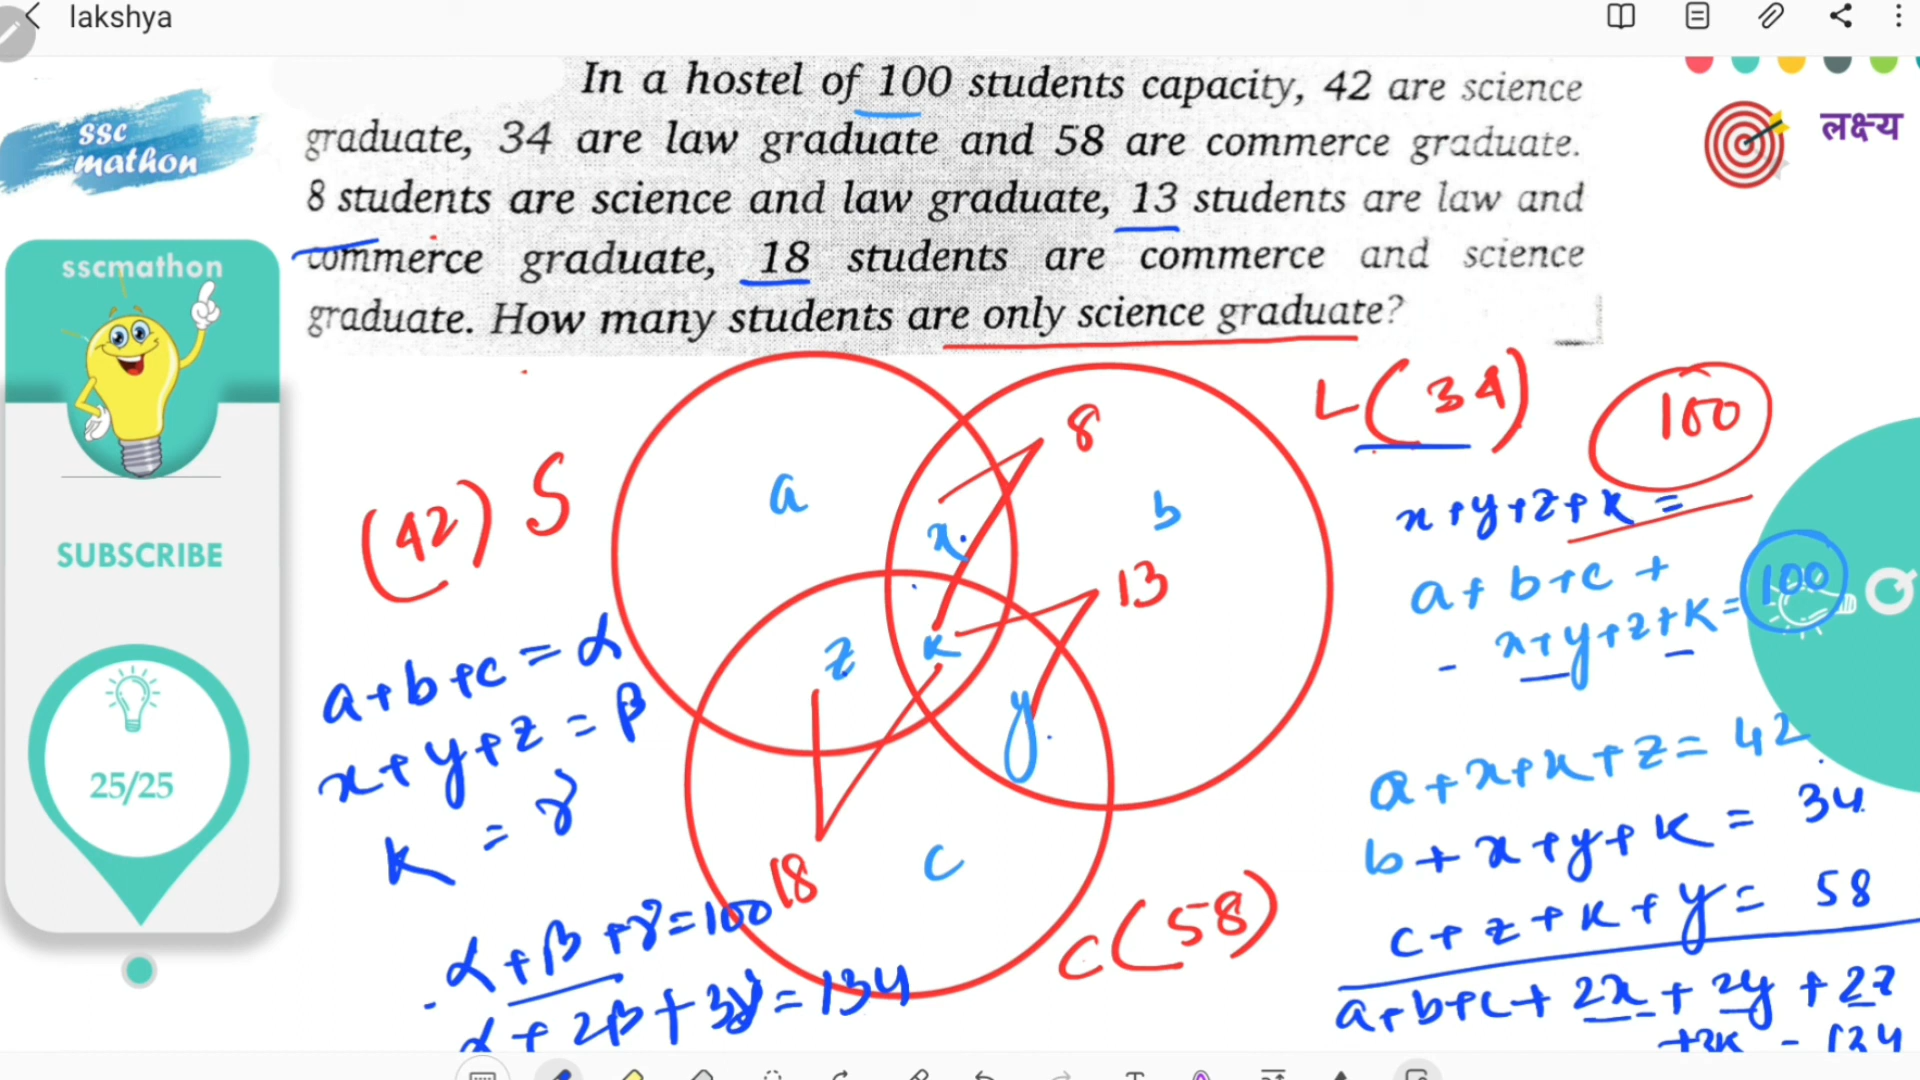 lakshya
In a hostel of 100 students capacity, 42 are science
graduate, 34 are law graduate and 58 are commerce graduate.
8 students are science and law graduate, 13 students are law and
commerce graduate, 18 students are commerce and science
graduate. How many students are only science graduate?
ssc
mathon
लक्ष्य
sscmathon
SUBSCRIBE
25/25
(42) S
L(34)
100
8
a
b
x
13
z
k
y
18
c
C(58)
a+b+c = α
x+y+z = β
k = γ
α+β+γ=100
α+2β+3γ=134
x+y+z+k =
a+b+c+
x+y+z+k=100
a+x+k+z=42
b+x+y+k = 34
c+z+k+y= 58
a+b+c+2x+2y+2z
+3k = 134